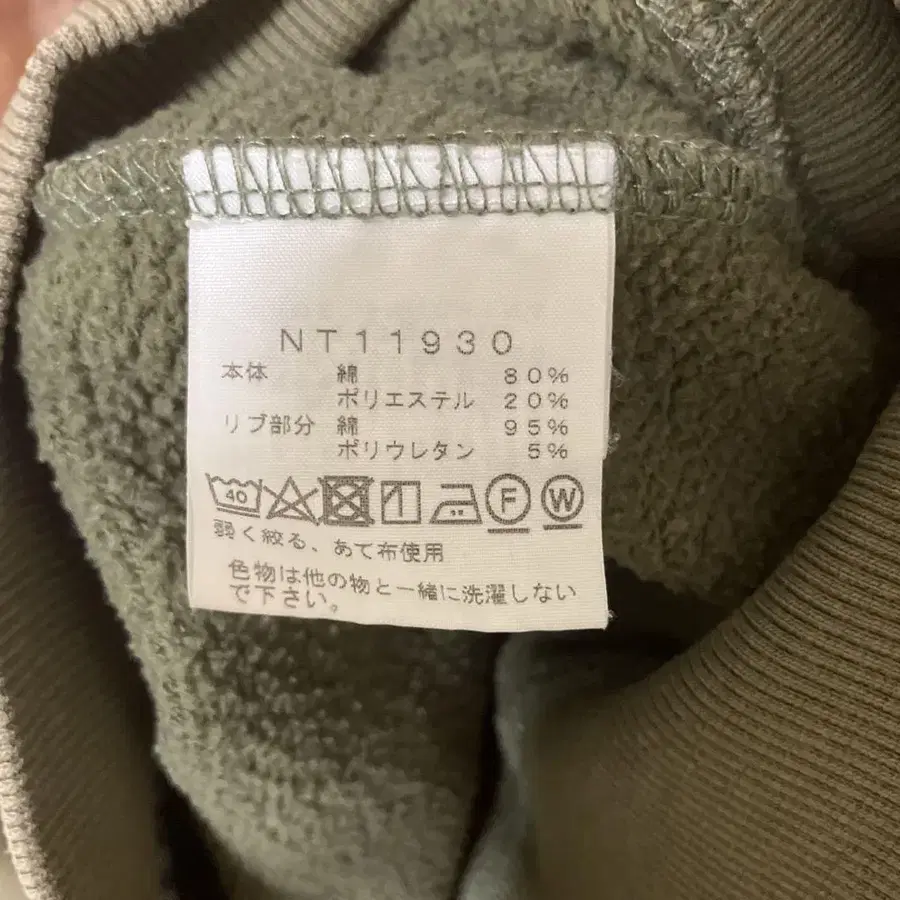 NT11930
本体 綿 80%
ポリエステル 20%
リブ部分 綿 95%
ポリウレタン 5%
40 F W
弱く絞る、あて布使用
色物は他の物と一緒に洗濯しない
で下さい。